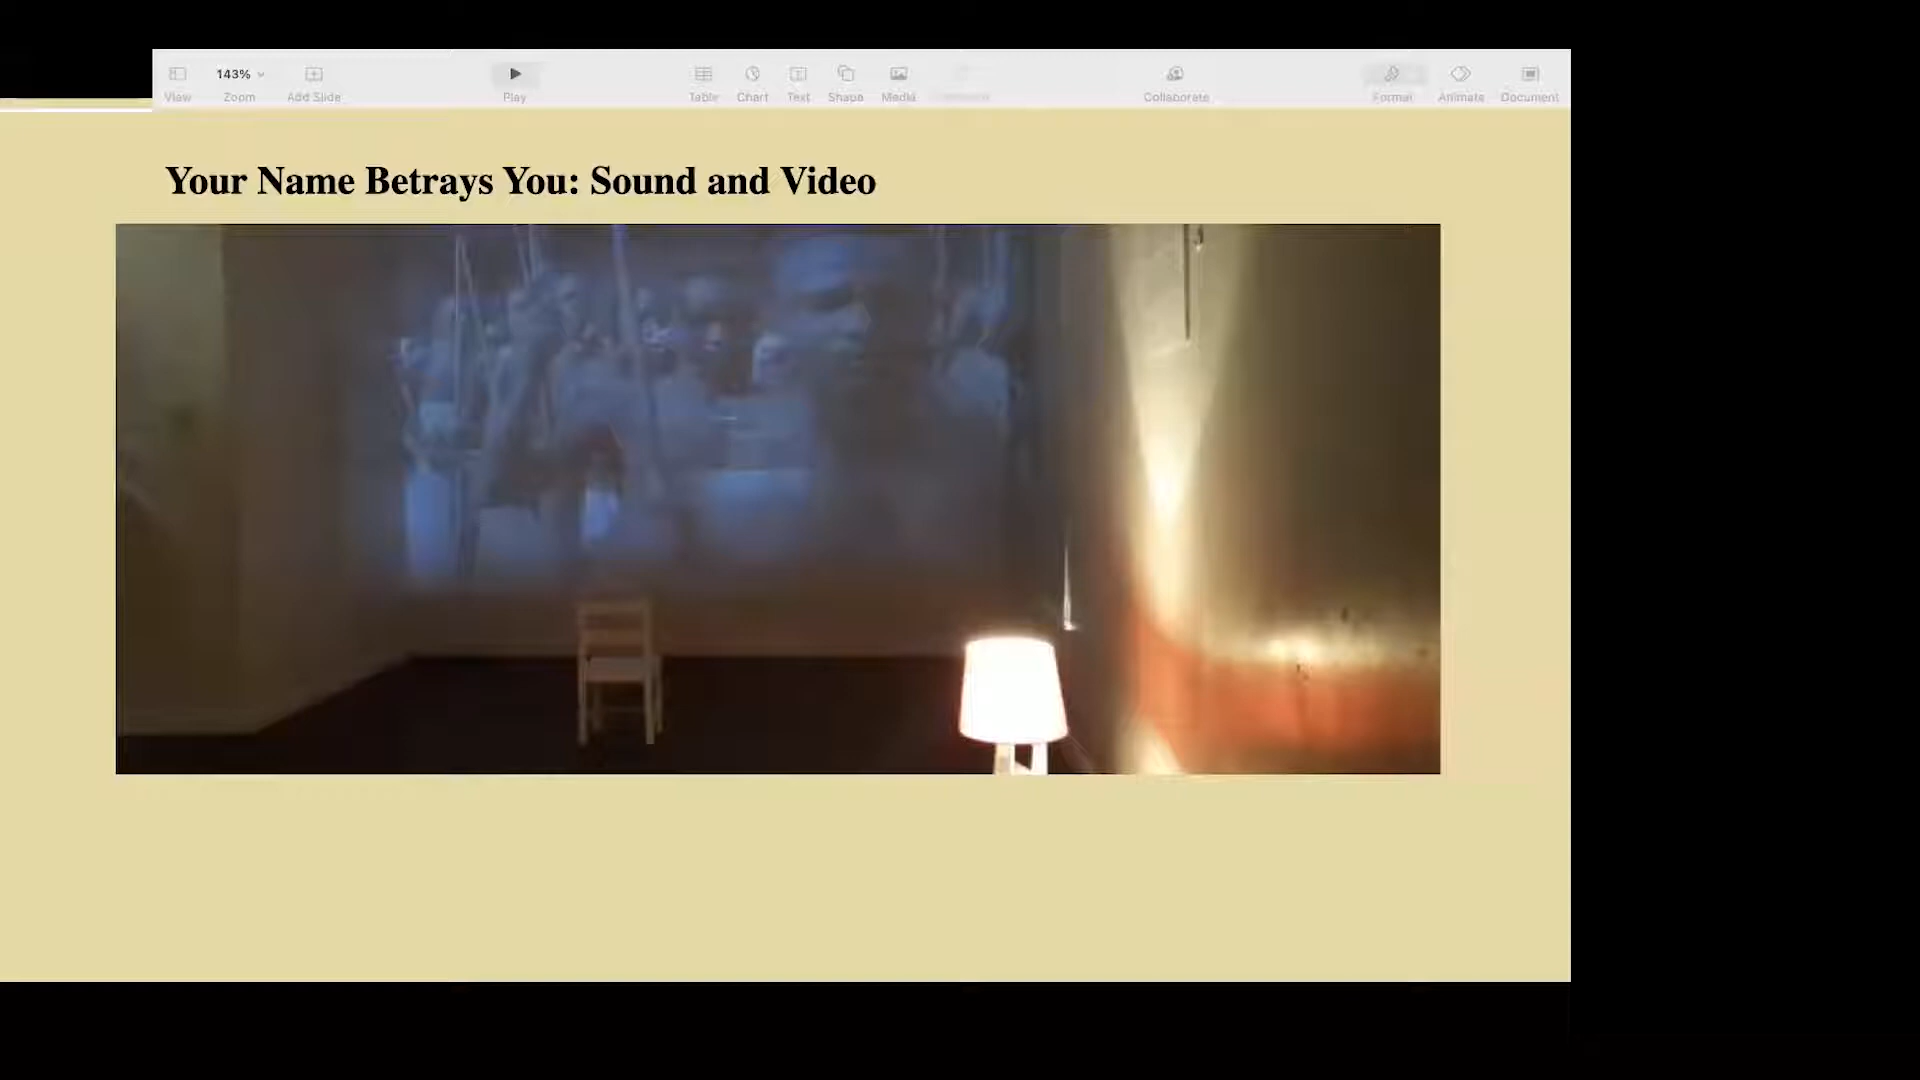 143%
View
Zoom
Add Slide
Play
Table
Chart
Text
Shape
Media
Collaborate
Format
Animate
Document
Your Name Betrays You: Sound and Video